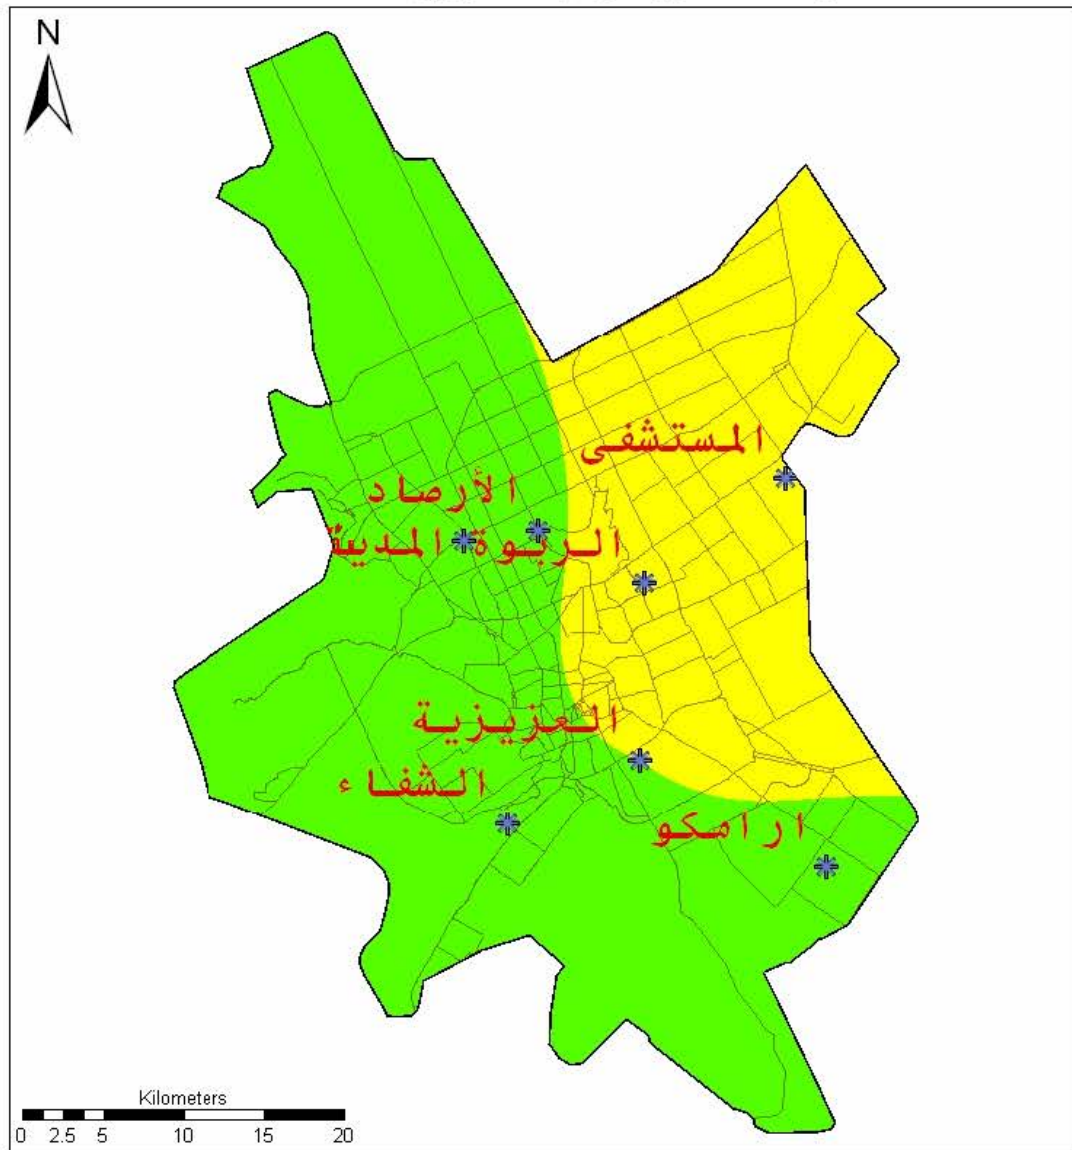 N
المستشفى
الأرصاد
الربوة المدينة
العزيزية
الشفاء
ارامكو
Kilometers
0 2.5 5 10 15 20